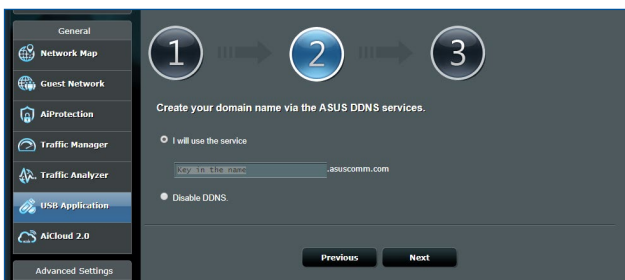 General
Network Map
Guest Network
AiProtection
Traffic Manager
Traffic Analyzer
USB Application
AiCloud 2.0
Advanced Settings
1
2
3
Create your domain name via the ASUS DDNS services.
I will use the service
key in the name .asuscomm.com
Disable DDNS.
Previous Next